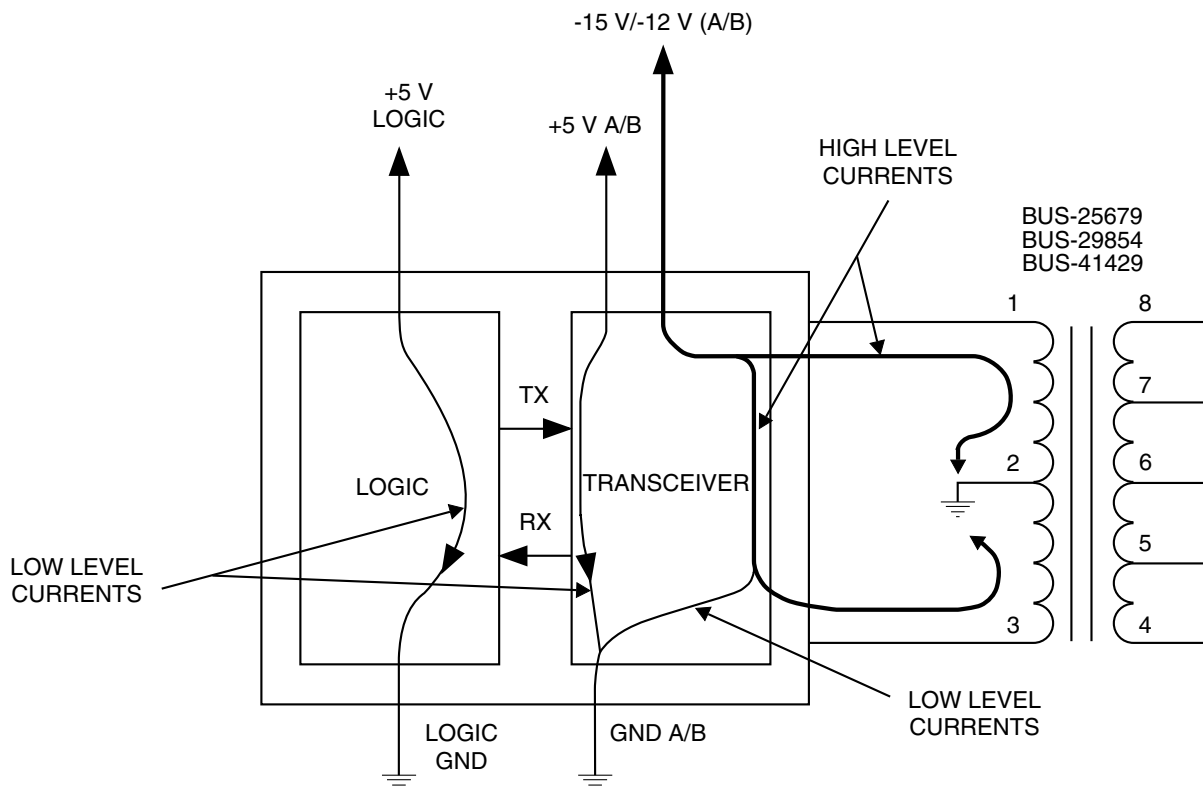 -15 V/-12 V (A/B)
+5 V
LOGIC
+5 V A/B
HIGH LEVEL
CURRENTS
BUS-25679
BUS-29854
BUS-41429
1
8
7
TX
2
6
LOGIC
TRANSCEIVER
RX
5
LOW LEVEL
CURRENTS
3
4
LOW LEVEL
CURRENTS
LOGIC
GND
GND A/B